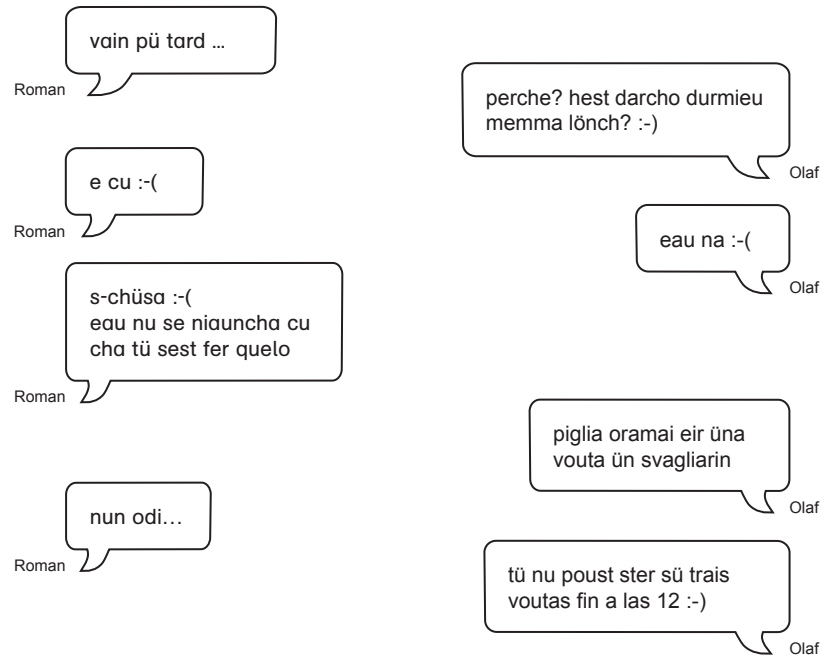 vain pü tard ...
Roman
perche? hest darcho durmieu
memma lönch? :-)
Olaf
e cu :-(
Roman
eau na :-(
Olaf
s-chüsa :-(
eau nu se niauncha cu
cha tü sest fer quelo
Roman
piglia oramai eir üna
vouta ün svagliarin
Olaf
nun odi...
Roman
tü nu poust ster sü trais
voutas fin a las 12 :-)
Olaf